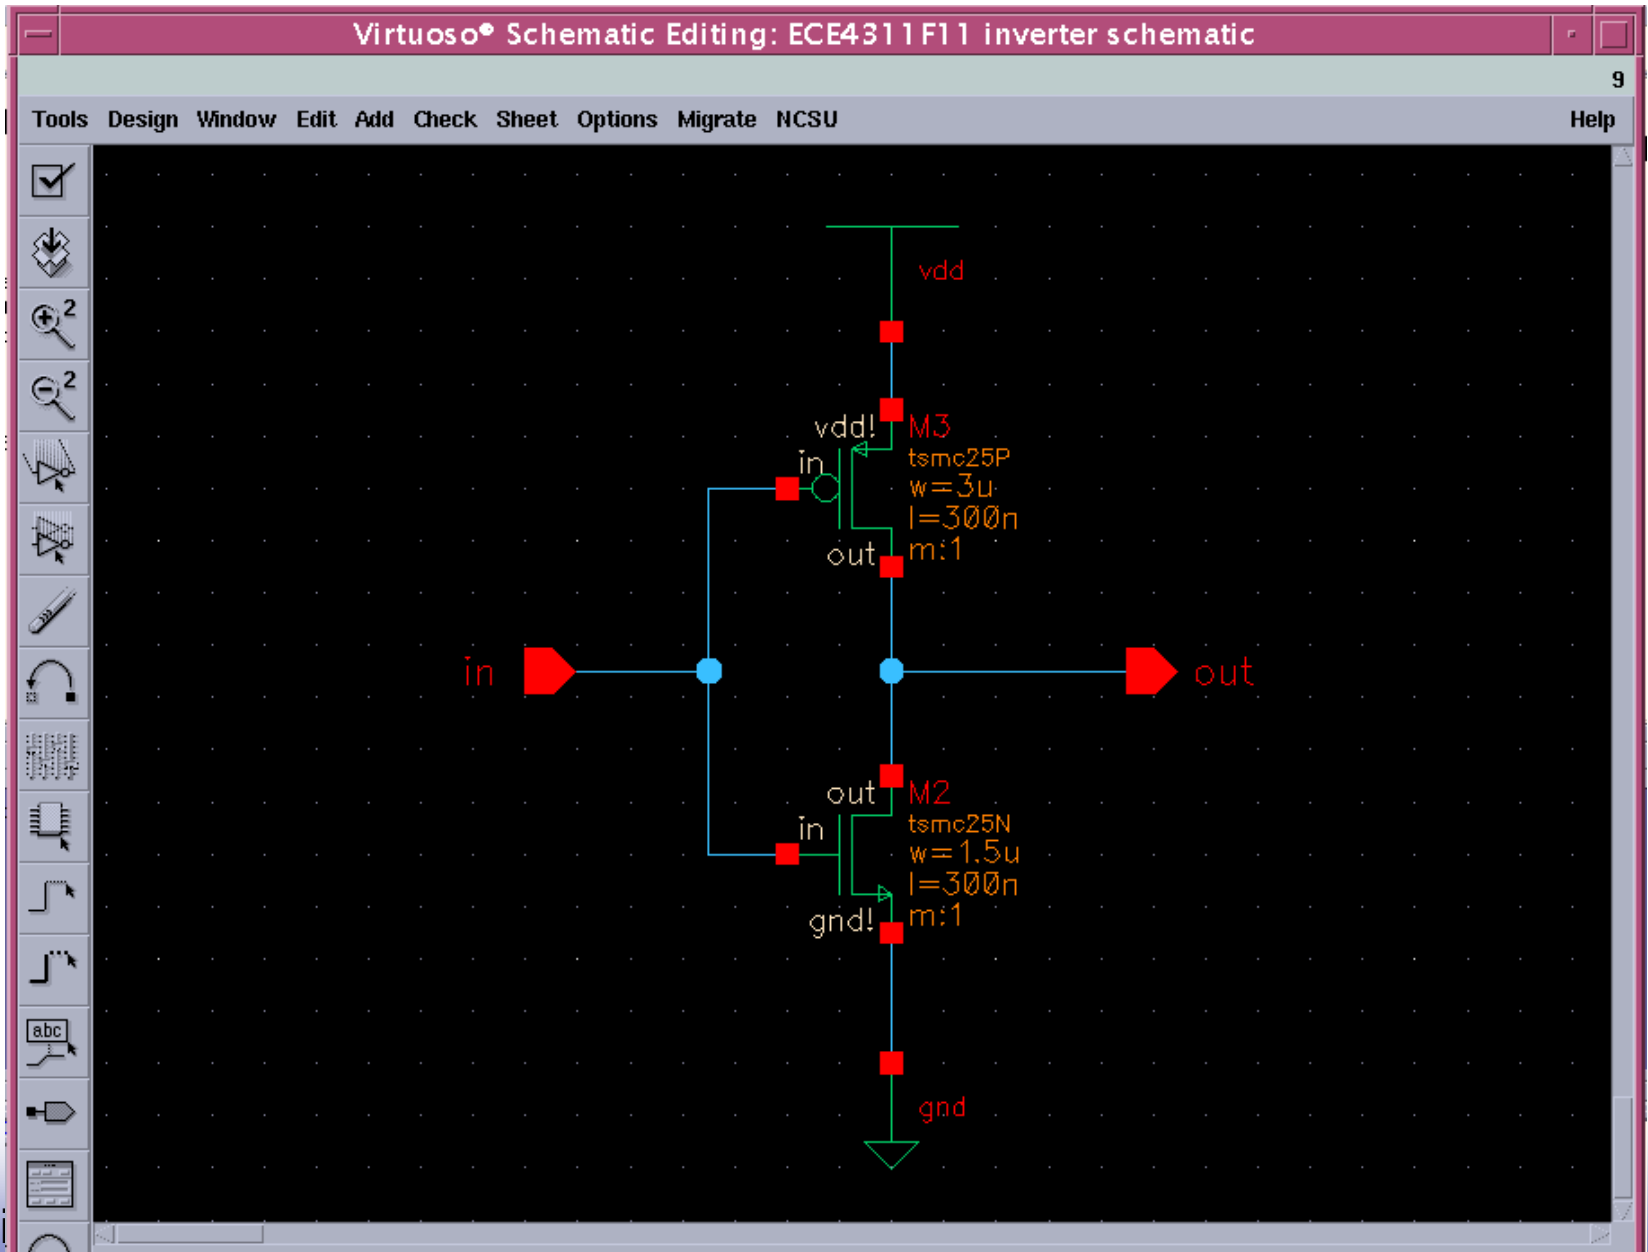 Virtuoso® Schematic Editing: ECE4311F11 inverter schematic
9
Tools Design Window Edit Add Check Sheet Options Migrate NCSU Help
2
2
abc
vdd
vdd!
M3
in
tsmc25P
w=3u
l=300n
out
m:1
in
out
out
M2
in
tsmc25N
w=1.5u
l=300n
gnd!
m:1
gnd